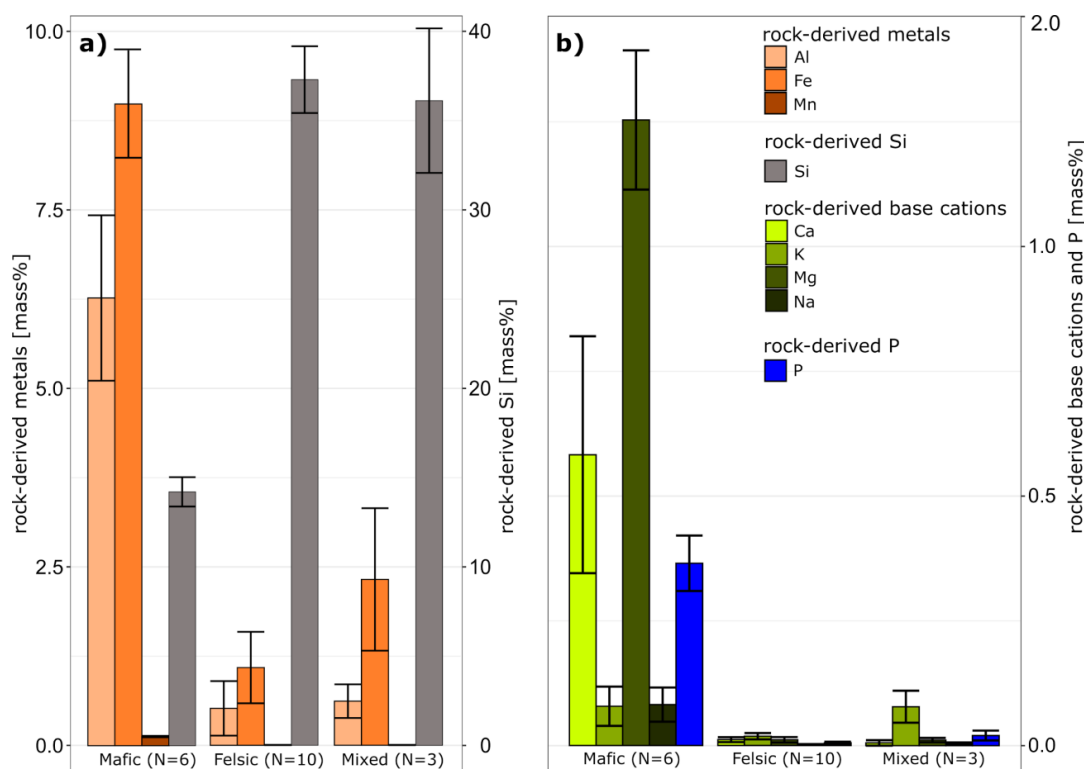 a)
rock-derived metals [mass%]
10.0
7.5
5.0
2.5
0.0
Mafic (N=6)
Felsic (N=10)
Mixed (N=3)
40
30
20
10
0
rock-derived Si [mass%]
b)
rock-derived metals
Al
Fe
Mn
rock-derived Si
Si
rock-derived base cations
Ca
K
Mg
Na
rock-derived P
P
Mafic (N=6)
Felsic (N=10)
Mixed (N=3)
2.0
1.0
0.5
0.0
rock-derived base cations and P [mass%]